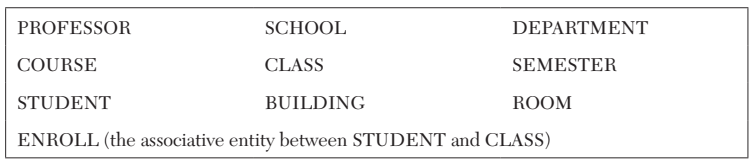 PROFESSOR SCHOOL DEPARTMENT
COURSE CLASS SEMESTER
STUDENT BUILDING ROOM
ENROLL (the associative entity between STUDENT and CLASS)